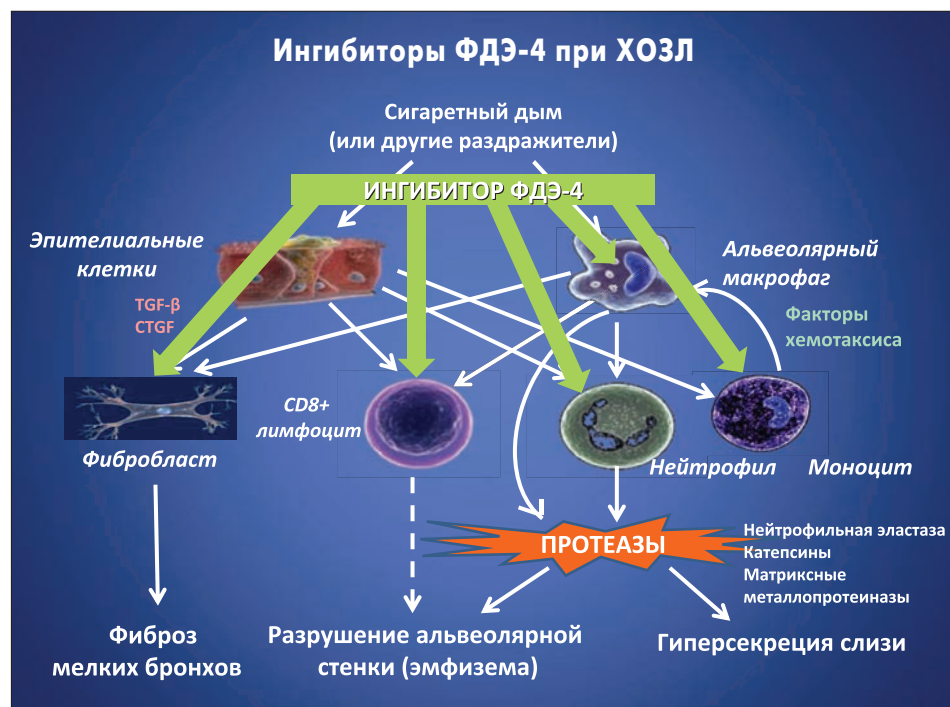 Ингибиторы ФДЭ-4 при ХОЗЛ
Сигаретный дым
(или другие раздражители)
ИНГИБИТОР ФДЭ-4
Эпителиальные
клетки
Альвеолярный
макрофаг
TGF-β
CTGF
Факторы
хемотаксиса
CD8+
лимфоцит
Фибробласт
Нейтрофил
Моноцит
ПРОТЕАЗЫ
Нейтрофильная эластаза
Катепсины
Матриксные
металлопротеиназы
Фиброз
мелких бронхов
Разрушение альвеолярной
стенки (эмфизема)
Гиперсекреция слизи